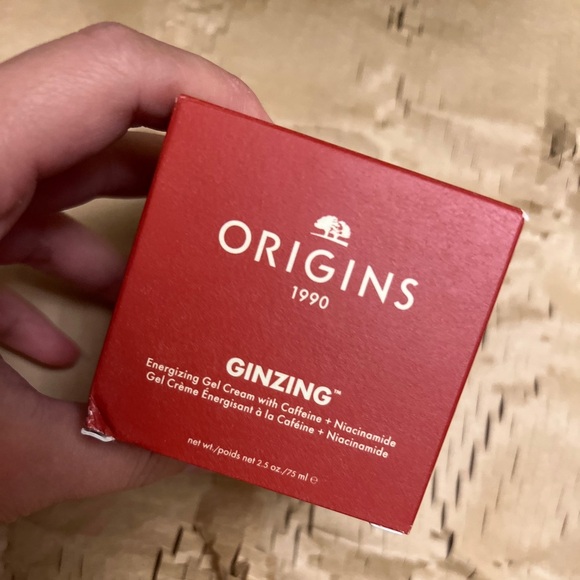 ORIGINS
1990
GINZING™
Energizing Gel Cream with Caffeine + Niacinamide
Gel Crème Énergisant à la Caféine + Niacinamide
net wt./poids net 2.5 oz./75 ml ℮